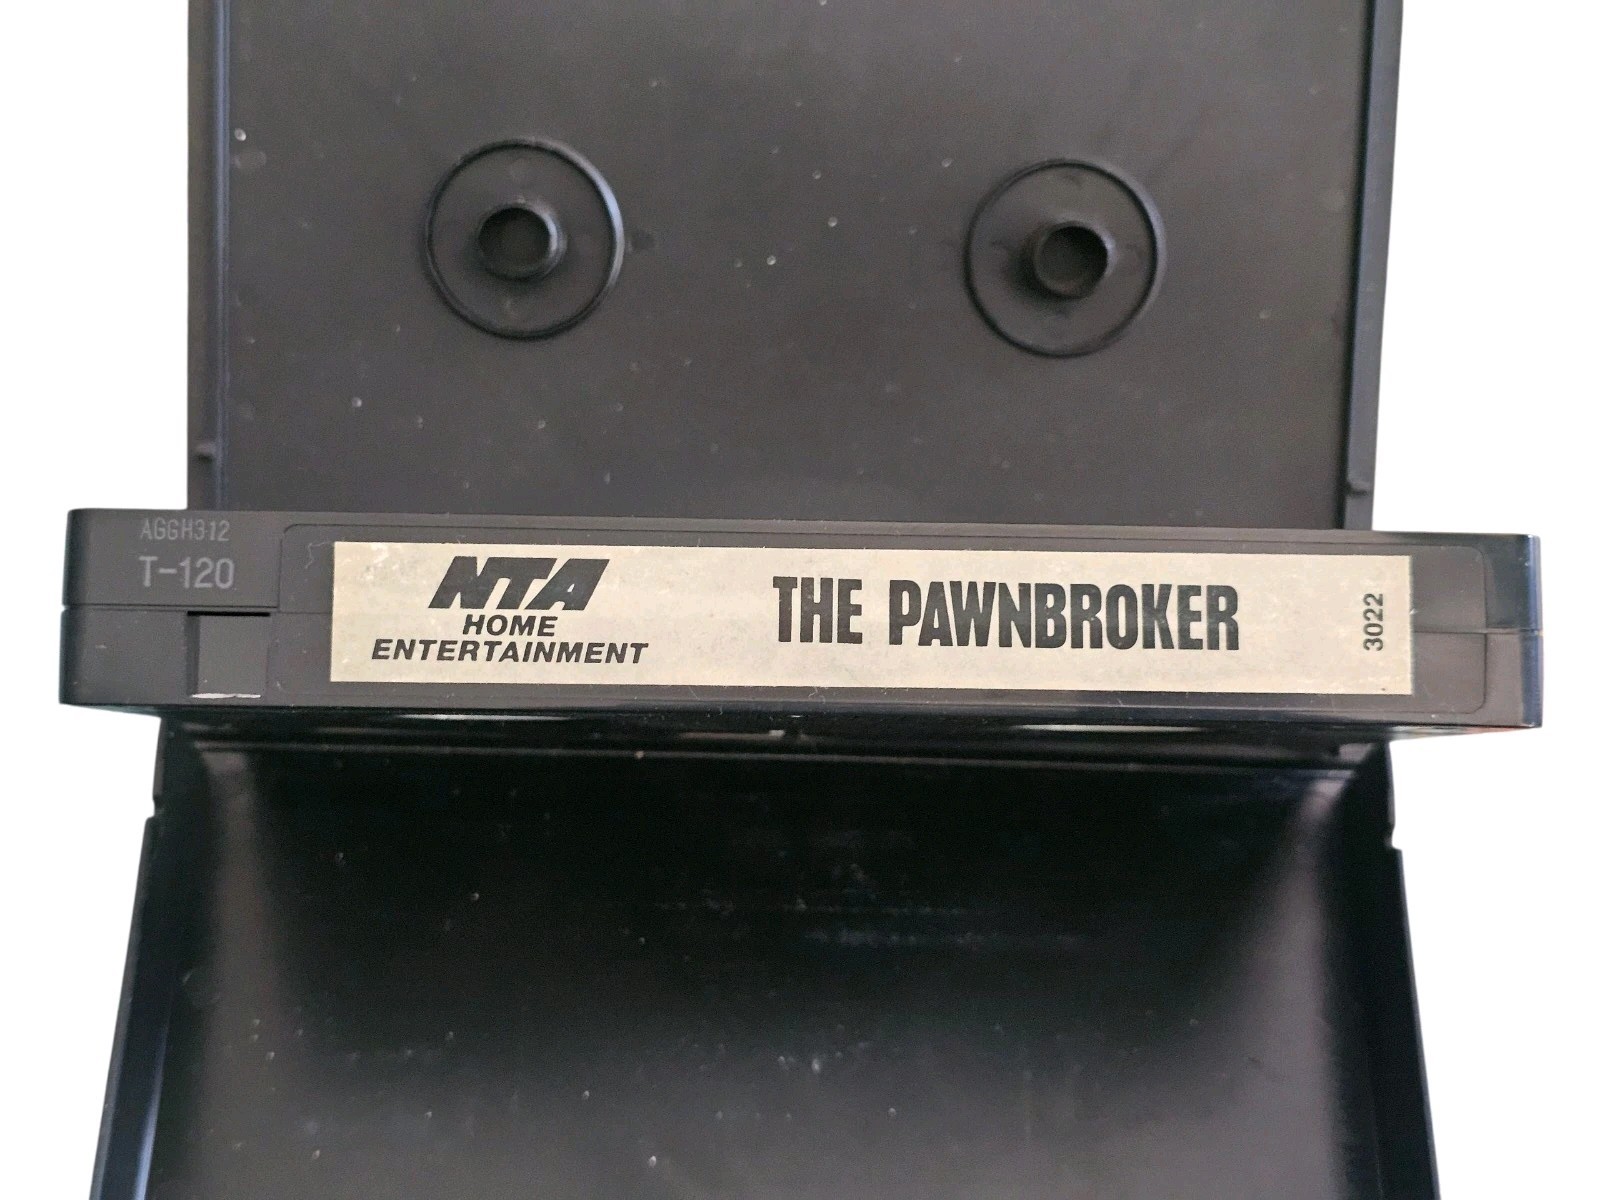 AGGH312
T-120
NTA
HOME
ENTERTAINMENT
THE PAWNBROKER
3022